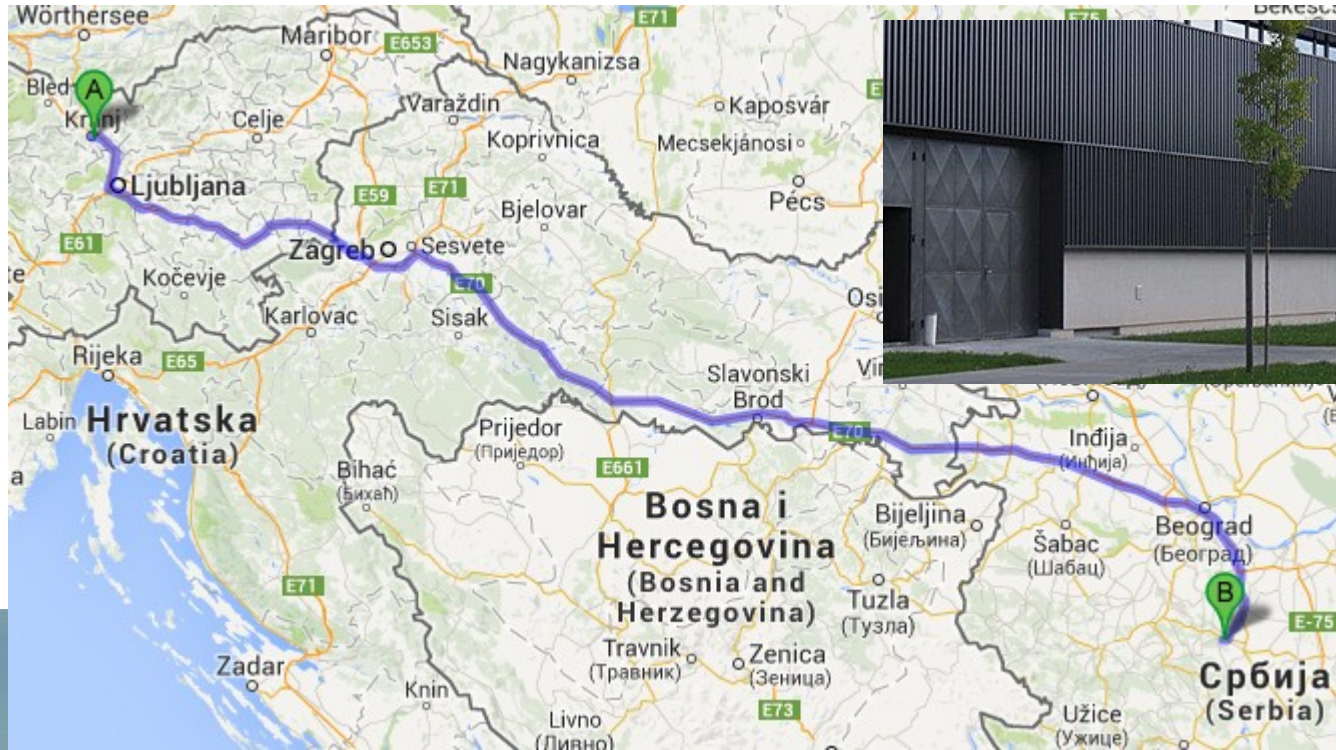 Wörthersee
E71
E75
Maribor
E653
Nagykanizsa
Bled
A
Kranj
Celje
Varaždin
Kaposvár
Koprivnica
Mecsekjánosi
Ljubljana
E59
E71
Pécs
Bjelovar
E61
Zagreb
Sesvete
Kočevje
E70
Karlovac
Sisak
Rijeka
E65
Slavonski
Brod
Labin
Hrvatska
(Croatia)
Prijedor
(Приједор)
E70
Inđija
(Инђија)
Bihać
(Бихаћ)
E661
Bosna i
Hercegovina
(Bosnia and
Herzegovina)
Bijeljina
(Бијељина)
Šabac
(Шабац)
Beograd
(Београд)
E71
Tuzla
(Тузла)
B
E-75
Zadar
Travnik
(Травник)
Zenica
(Зеница)
Србија
(Serbia)
Knin
E73
Livno
(Ливно)
Užice
(Ужице)